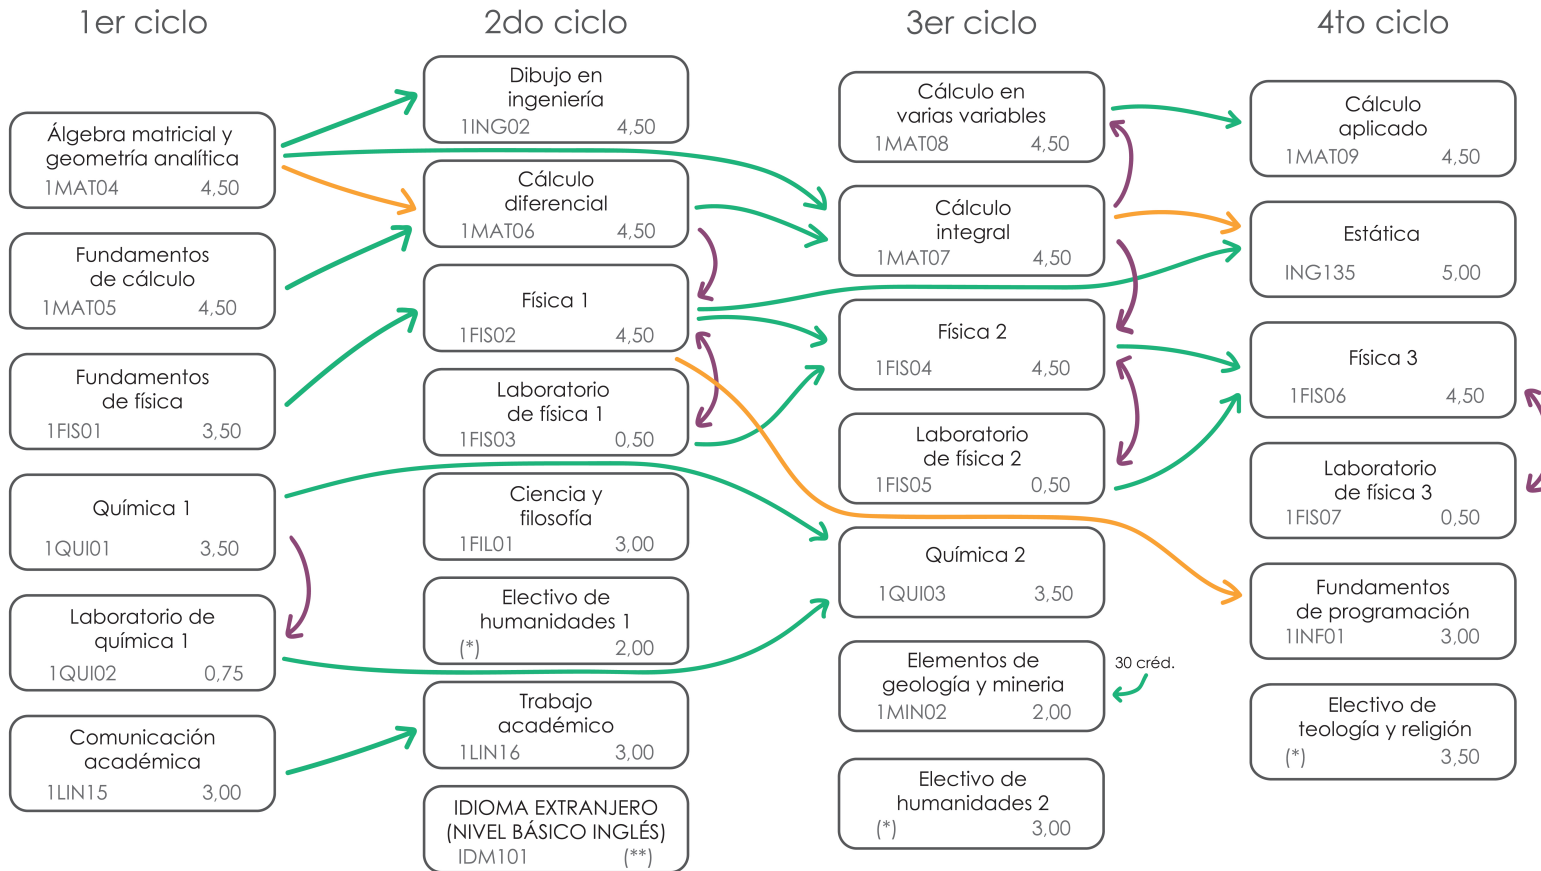 1er ciclo
2do ciclo
3er ciclo
4to ciclo
Álgebra matricial y
geometría analítica
1MAT04 4,50
Fundamentos
de cálculo
1MAT05 4,50
Fundamentos
de física
1FIS01 3,50
Química 1
1QUI01 3,50
Laboratorio de
química 1
1QUI02 0,75
Comunicación
académica
1LIN15 3,00
Dibujo en
ingeniería
1ING02 4,50
Cálculo
diferencial
1MAT06 4,50
Física 1
1FIS02 4,50
Laboratorio
de física 1
1FIS03 0,50
Ciencia y
filosofía
1FIL01 3,00
Electivo de
humanidades 1
(*) 2,00
Trabajo
académico
1LIN16 3,00
IDIOMA EXTRANJERO
(NIVEL BÁSICO INGLÉS)
IDM101 (**)
Cálculo en
varias variables
1MAT08 4,50
Cálculo
integral
1MAT07 4,50
Física 2
1FIS04 4,50
Laboratorio
de física 2
1FIS05 0,50
Química 2
1QUI03 3,50
Elementos de
geología y mineria
1MIN02 2,00
30 créd.
Electivo de
humanidades 2
(*) 3,00
Cálculo
aplicado
1MAT09 4,50
Estática
ING135 5,00
Física 3
1FIS06 4,50
Laboratorio
de física 3
1FIS07 0,50
Fundamentos
de programación
1INF01 3,00
Electivo de
teología y religión
(*) 3,50